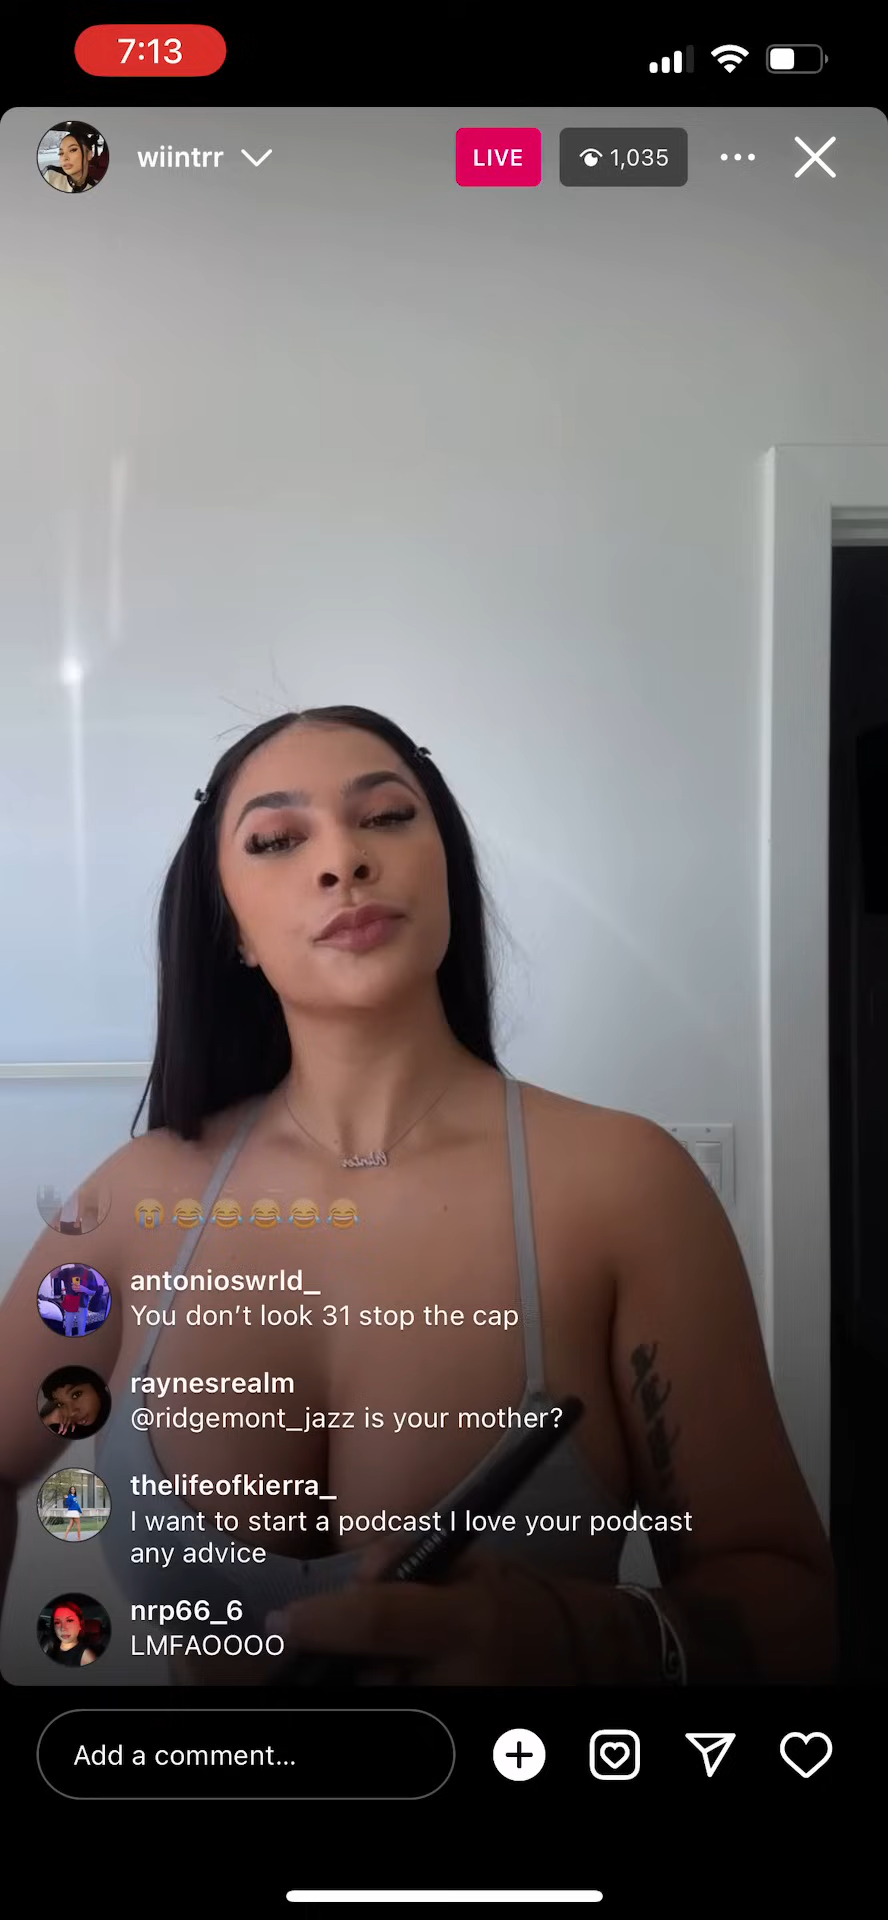 7:13
wiintrr
LIVE
1,035
Winter
😭😂😂😂😂😂
antonioswrld_
You don’t look 31 stop the cap
raynesrealm
@ridgemont_jazz is your mother?
thelifeofkierra_
I want to start a podcast I love your podcast
any advice
nrp66_6
LMFAOOOO
Add a comment...